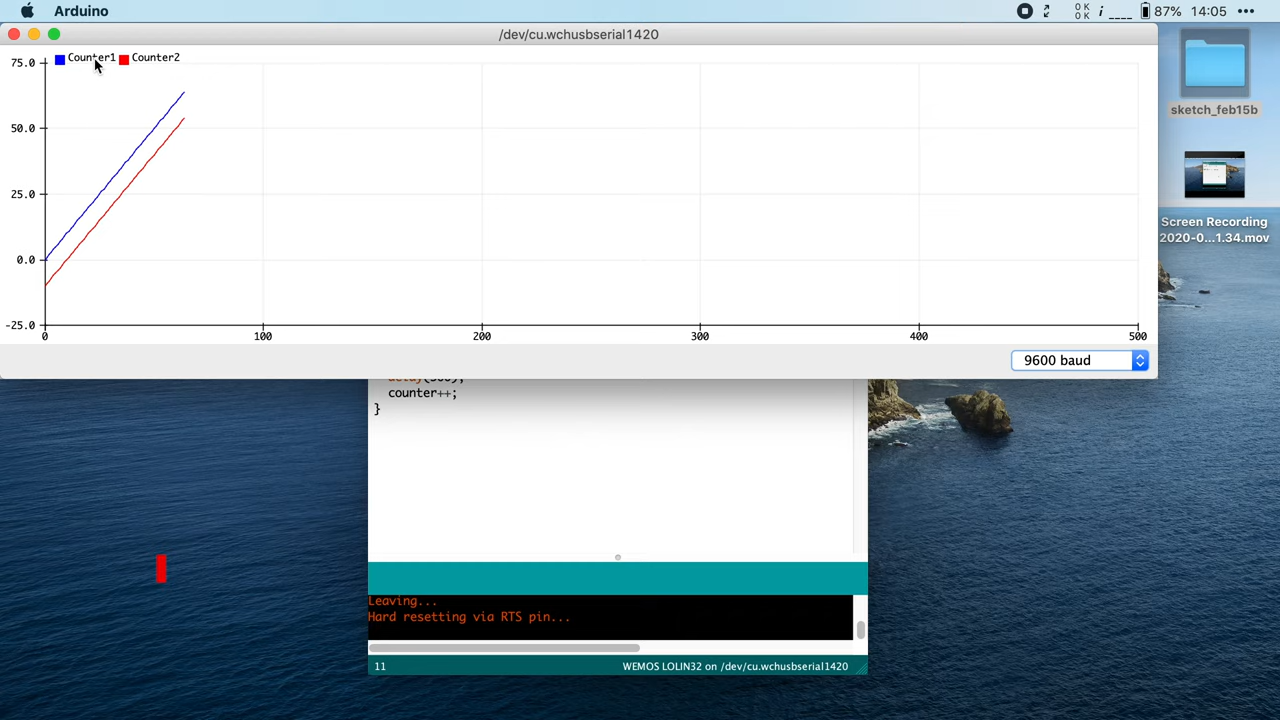 Arduino
0 K
0 K
87% 14:05
/dev/cu.wchusbserial1420
Counter1 Counter2
75.0
50.0
25.0
0.0
-25.0
0 100 200 300 400 500
9600 baud
sketch_feb15b
Screen Recording
2020-0...1.34.mov
counter++;
}
Leaving...
Hard resetting via RTS pin...
11
WEMOS LOLIN32 on /dev/cu.wchusbserial1420